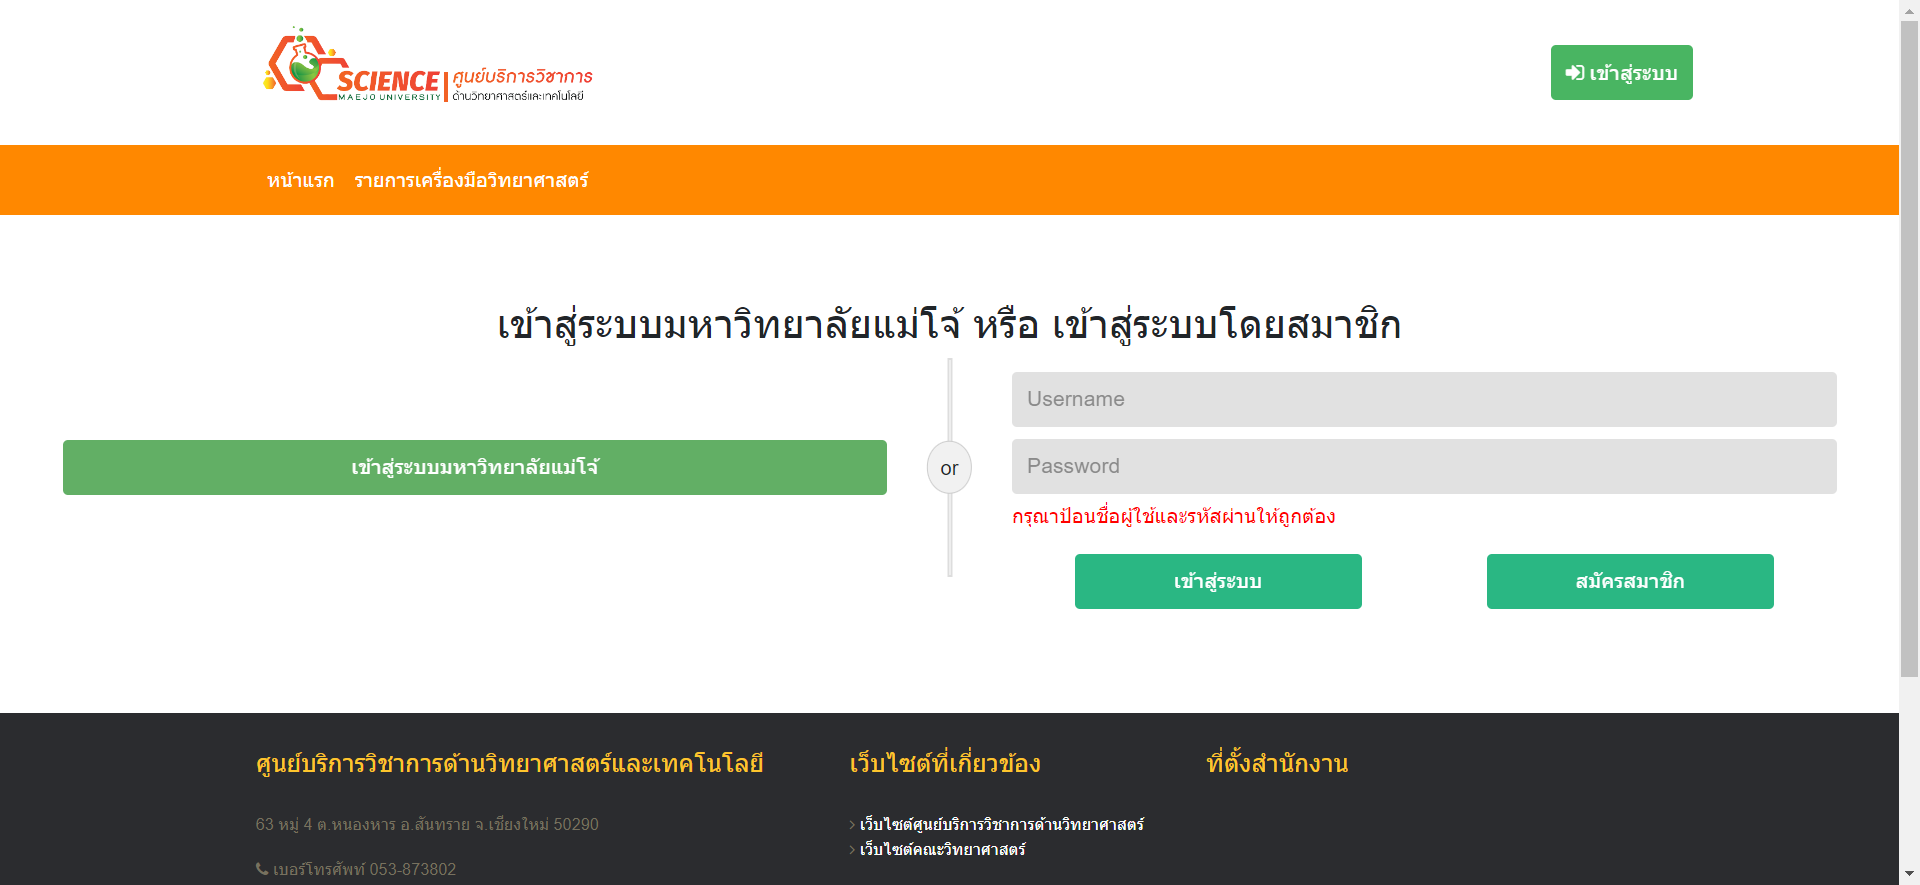 SCIENCE
MAEJO UNIVERSITY
ศูนย์บริการวิชาการ
ด้านวิทยาศาสตร์และเทคโนโลยี
เข้าสู่ระบบ
หน้าแรก รายการเครื่องมือวิทยาศาสตร์
เข้าสู่ระบบมหาวิทยาลัยแม่โจ้ หรือ เข้าสู่ระบบโดยสมาชิก
เข้าสู่ระบบมหาวิทยาลัยแม่โจ้
or
Username
Password
กรุณาป้อนชื่อผู้ใช้และรหัสผ่านให้ถูกต้อง
เข้าสู่ระบบ สมัครสมาชิก
ศูนย์บริการวิชาการด้านวิทยาศาสตร์และเทคโนโลยี
63 หมู่ 4 ต.หนองหาร อ.สันทราย จ.เชียงใหม่ 50290
เบอร์โทรศัพท์ 053-873802
เว็บไซต์ที่เกี่ยวข้อง
เว็บไซต์ศูนย์บริการวิชาการด้านวิทยาศาสตร์
เว็บไซต์คณะวิทยาศาสตร์
ที่ตั้งสำนักงาน